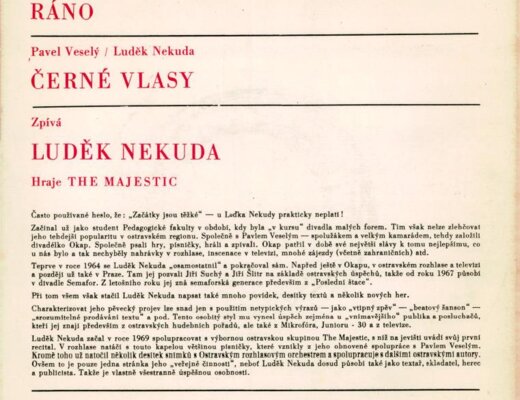 RÁNO
Pavel Veselý / Luděk Nekuda
ČERNÉ VLASY
Zpívá
LUDĚK NEKUDA
Hraje THE MAJESTIC
Často používané heslo, že: „Začátky jsou těžké“ — u Leďka Nekudy prakticky neplatí!
Začínal už jako student Pedagogické fakulty v období, kdy byla „v kursu“ divadla malých forem. Tím však nelze zlehčovat
jeho tehdejší popularitu v ostravském regionu. Společně s Pavlem Veselým — spolužákem a velkým kamarádem, tehdy založili
divadélko Okap. Společně psali hry, písničky, hráli a zpívali. Okap patřil v době své největší slávy k tomu nejlepšímu, co
u nás bylo a tak nechyběly nahrávky v rozhlase, inscenace v televizi, mnohé zájezdy (včetně zahraničních) atd.
Teprve v roce 1964 se Luděk Nekuda „osamostatnil“ a pokračoval sám. Napřed ještě v Okapu, v ostravském rozhlase a televizi
a později už také v Praze. Tam jej pozvali Jiří Suchý a Jiří Šlitr na základě ostravských úspěchů, takže od roku 1967 působí
v divadle Semafor. Z letošního roku jej zná semaforská generace především z „Poslední štace“.
Při tom všem však stačil Luděk Nekuda napsat také mnoho povídek, desítky textů a několik nových her.
Charakterizovat jeho pěvecký projev lze snad jen s použitím netypických výrazů — jako „vtipný zpěv“ — „beatový šanson“ —
„srozumitelné prodávání textu“ a pod. Tento osobitý styl mu vynesl úspěch zejména u „vnímavějšího“ publika a posluchačů,
kteří jej znají především z ostravských hudebních pořadů, ale také z Mikrofóra, Junioru - 30 a z televize.
Luděk Nekuda začal v roce 1969 spolupracovat s výbornou ostravskou skupinou The Majestic, s níž na jevišti uvádí svůj první
recitál. V rozhlase natáčí s touto kapelou většinou písničky, které vznikly z jeho obnovené spolupráce s Pavlem Veselým.
Kromě toho už natočil několik desítek snímků s Ostravským rozhlasovým orchestrem a spolupracuje s dalšími ostravskými autory.
Ovšem to je pouze jedna stránka jeho „veřejné činnosti“, neboť Luděk Nekuda dosud působí také jako textař, skladatel, herec
a publicista. Takže je vlastně všestranně úspěšnou osobností.